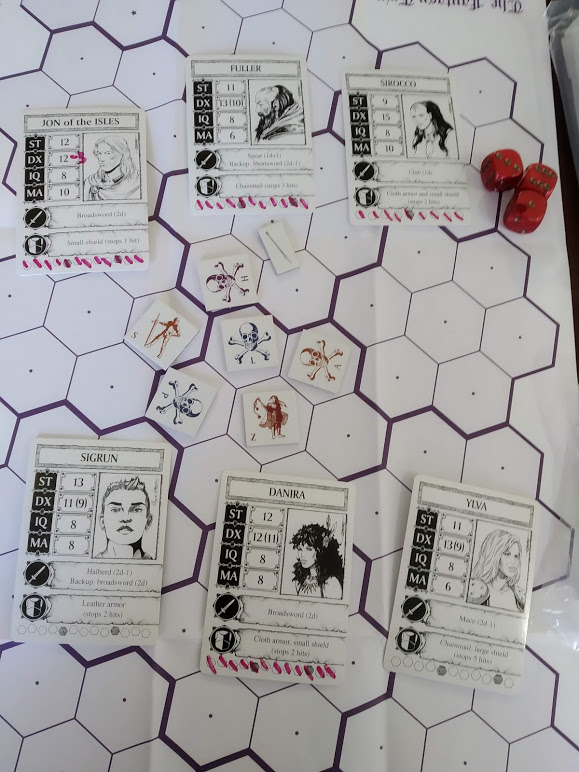 The Fantasy Trip
JON of the ISLES
ST 12
DX 12
IQ 8
MA 10
Broadsword (2d)
Small shield (stops 1 hit)
FULLER
ST 11
DX 13(10)
IQ 8
MA 6
Spear (1d+1)
Backup: Shortsword (2d-1)
Chainmail (stops 3 hits)
SIROCCO
ST 9
DX 15
IQ 8
MA 10
Club (1d)
Cloth armor and small shield
(stops 2 hits)
H
S
L
A
Z
SIGRUN
ST 13
DX 11 (9)
IQ 8
MA 8
Halberd (2d-1)
Backup: broadsword (2d)
Leather armor
(stops 2 hits)
DANIRA
ST 12
DX 12 (11)
IQ 8
MA 8
Broadsword (2d)
Cloth armor, small shield
(stops 2 hits)
YLVA
ST 11
DX 13(9)
IQ 8
MA 6
Mace (2d-1)
Chainmail, large shield
(stops 5 hits)